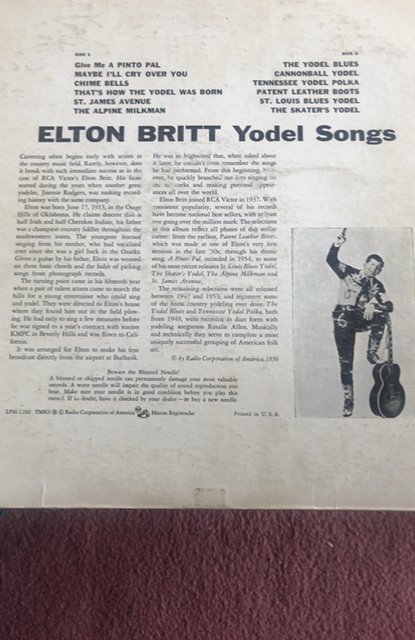 SIDE A
Give Me A PINTO PAL
MAYBE I'LL CRY OVER YOU
CHIME BELLS
THAT'S HOW THE YODEL WAS BORN
ST. JAMES AVENUE
THE ALPINE MILKMAN
SIDE B
THE YODEL BLUES
CANNONBALL YODEL
TENNESSEE YODEL POLKA
PATENT LEATHER BOOTS
ST. LOUIS BLUES YODEL
THE SKATER'S YODEL
ELTON BRITT Yodel Songs
Careering often begins early with artists in
the country music field. Rarely, however, does
it break with such immediate success as in the
case of RCA Victor's Elton Britt. His fame
started during the years when another great
yodeler, Jimmie Rodgers, was making record-
ing history with the same company.
Elton was born June 17, 1913, in the Osage
Hills of Oklahoma. He claims descent that is
half Irish and half Cherokee Indian; his father
was a champion country fiddler throughout the
southwestern states. The youngster learned
singing from his mother, who had vocalized
ever since she was a girl back in the Ozarks.
Given a guitar by his father, Elton was weaned
on three basic chords and the habit of picking
songs from phonograph records.
The turning point came in his fifteenth year
when a pair of talent scouts came to search the
hills for a young entertainer who could sing
and yodel. They were directed to Elton's house
where they found him out in the field plow-
ing. He had only to sing a few measures before
he was signed to a year's contract with station
KMPC in Beverly Hills and was flown to Cali-
fornia.
It was arranged for Elton to make his first
broadcast directly from the airport at Burbank.
He was so frightened that, when asked about
it later, he couldn't even remember the songs
he had performed. From this beginning,
ever, he quickly branched out into singing on
the networks and making personal appear-
ances all over the world.
Elton Britt joined RCA Victor in 1937. With
consistent popularity, several of his records
have become national best sellers, with at least
one going over the million mark. The selections
in this album reflect all phases of this stellar
career: from the earliest, Patent Leather Boots,
which was made at one of Elton's very first
sessions in the late '30s; through his theme
song, A Pinto Pal, recorded in 1954; to some
of his most recent releases St. Louis Blues Yodel,
The Skater's Yodel, The Alpine Milkman and
St. James Avenue.
The remaining selections were all released
between 194 and 1953, and represent some
of the finest country yodeling ever done. The
Yodel Blues and Tennessee Yodel Polka, both
from 1949, were recorded in duet form with
yodeling songstress Rosalie Allen. Musically
and technically they serve to complete a most
uniquely successful grouping of American folk
art.
© by Radio Corporation of America, 1956
Beware the Blunted Needle!
A blunted or chipped needle can permanently damage your most valuable
records. A worn needle will impair the quality of sound reproduction you
hear. Make sure your needle is in good condition before you play this
record. If in doubt, have it checked by your dealer—or buy a new needle.
LPM-1288 TMKS ® © Radio Corporation of America Marcas Registradas Printed in U. S. A.